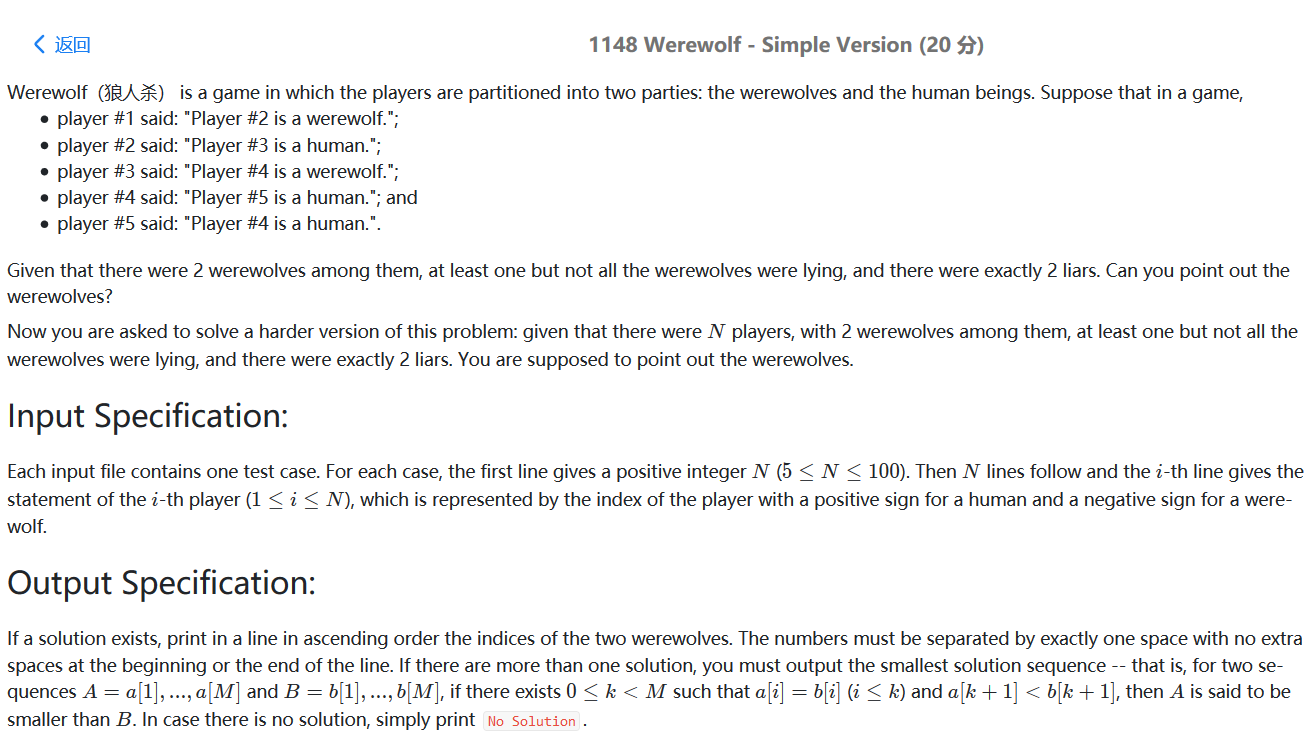 返回
1148 Werewolf - Simple Version (20 分)
Werewolf（狼人杀） is a game in which the players are partitioned into two parties: the werewolves and the human beings. Suppose that in a game,
• player #1 said: "Player #2 is a werewolf.";
• player #2 said: "Player #3 is a human.";
• player #3 said: "Player #4 is a werewolf.";
• player #4 said: "Player #5 is a human."; and
• player #5 said: "Player #4 is a human.".
Given that there were 2 werewolves among them, at least one but not all the werewolves were lying, and there were exactly 2 liars. Can you point out the
werewolves?
Now you are asked to solve a harder version of this problem: given that there were N players, with 2 werewolves among them, at least one but not all the
werewolves were lying, and there were exactly 2 liars. You are supposed to point out the werewolves.
Input Specification:
Each input file contains one test case. For each case, the first line gives a positive integer N (5 ≤ N ≤ 100). Then N lines follow and the i-th line gives the
statement of the i-th player (1 ≤ i ≤ N), which is represented by the index of the player with a positive sign for a human and a negative sign for a were-
wolf.
Output Specification:
If a solution exists, print in a line in ascending order the indices of the two werewolves. The numbers must be separated by exactly one space with no extra
spaces at the beginning or the end of the line. If there are more than one solution, you must output the smallest solution sequence -- that is, for two se-
quences A = a[1], ..., a[M] and B = b[1], ..., b[M], if there exists 0 ≤ k < M such that a[i] = b[i] (i ≤ k) and a[k + 1] < b[k + 1], then A is said to be
smaller than B. In case there is no solution, simply print No Solution .